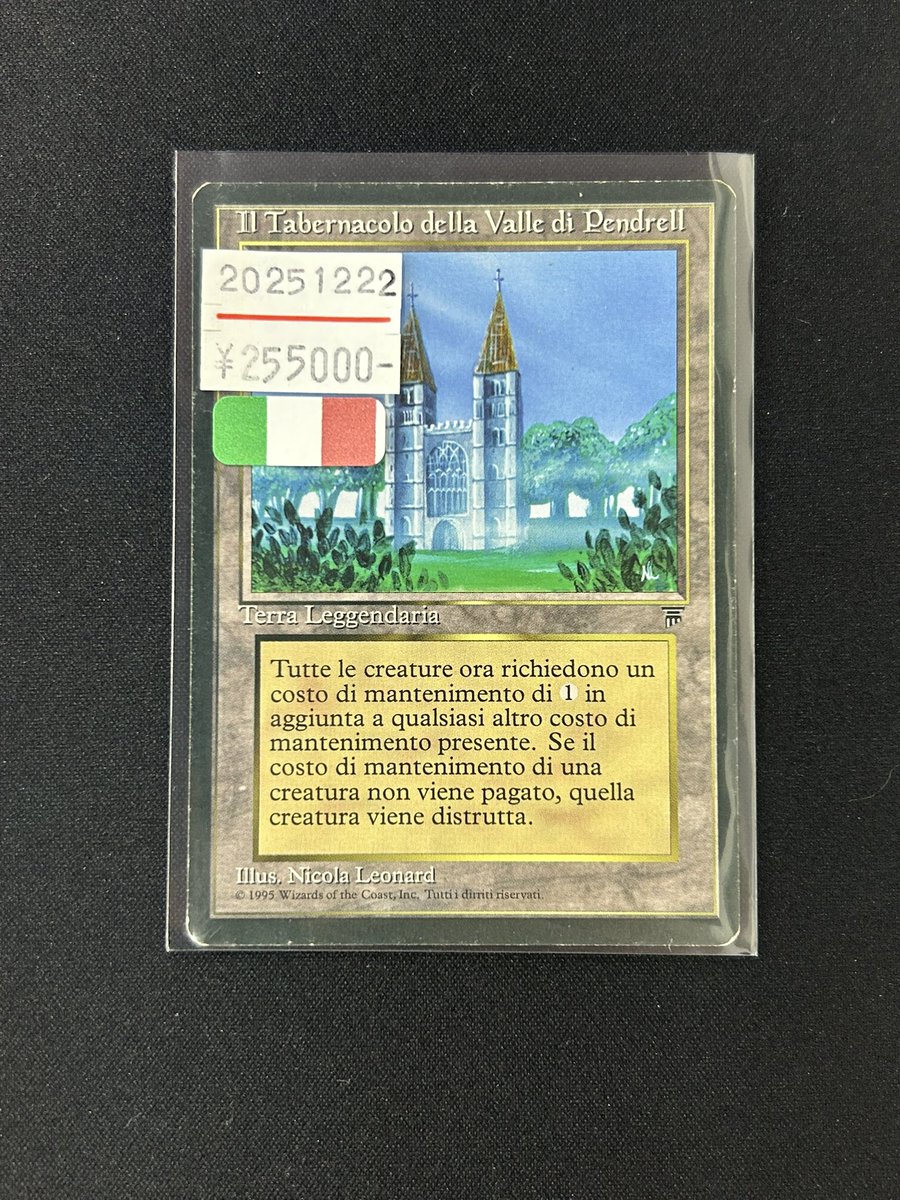 Il Tabernacolo della Valle di Pendrell
20251222
¥255000-
NL
Terra Leggendaria
Tutte le creature ora richiedono un
costo di mantenimento di 1 in
aggiunta a qualsiasi altro costo di
mantenimento presente. Se il
costo di mantenimento di una
creatura non viene pagato, quella
creatura viene distrutta.
Illus. Nicola Leonard
© 1995 Wizards of the Coast, Inc. Tutti i dirriti riservati.